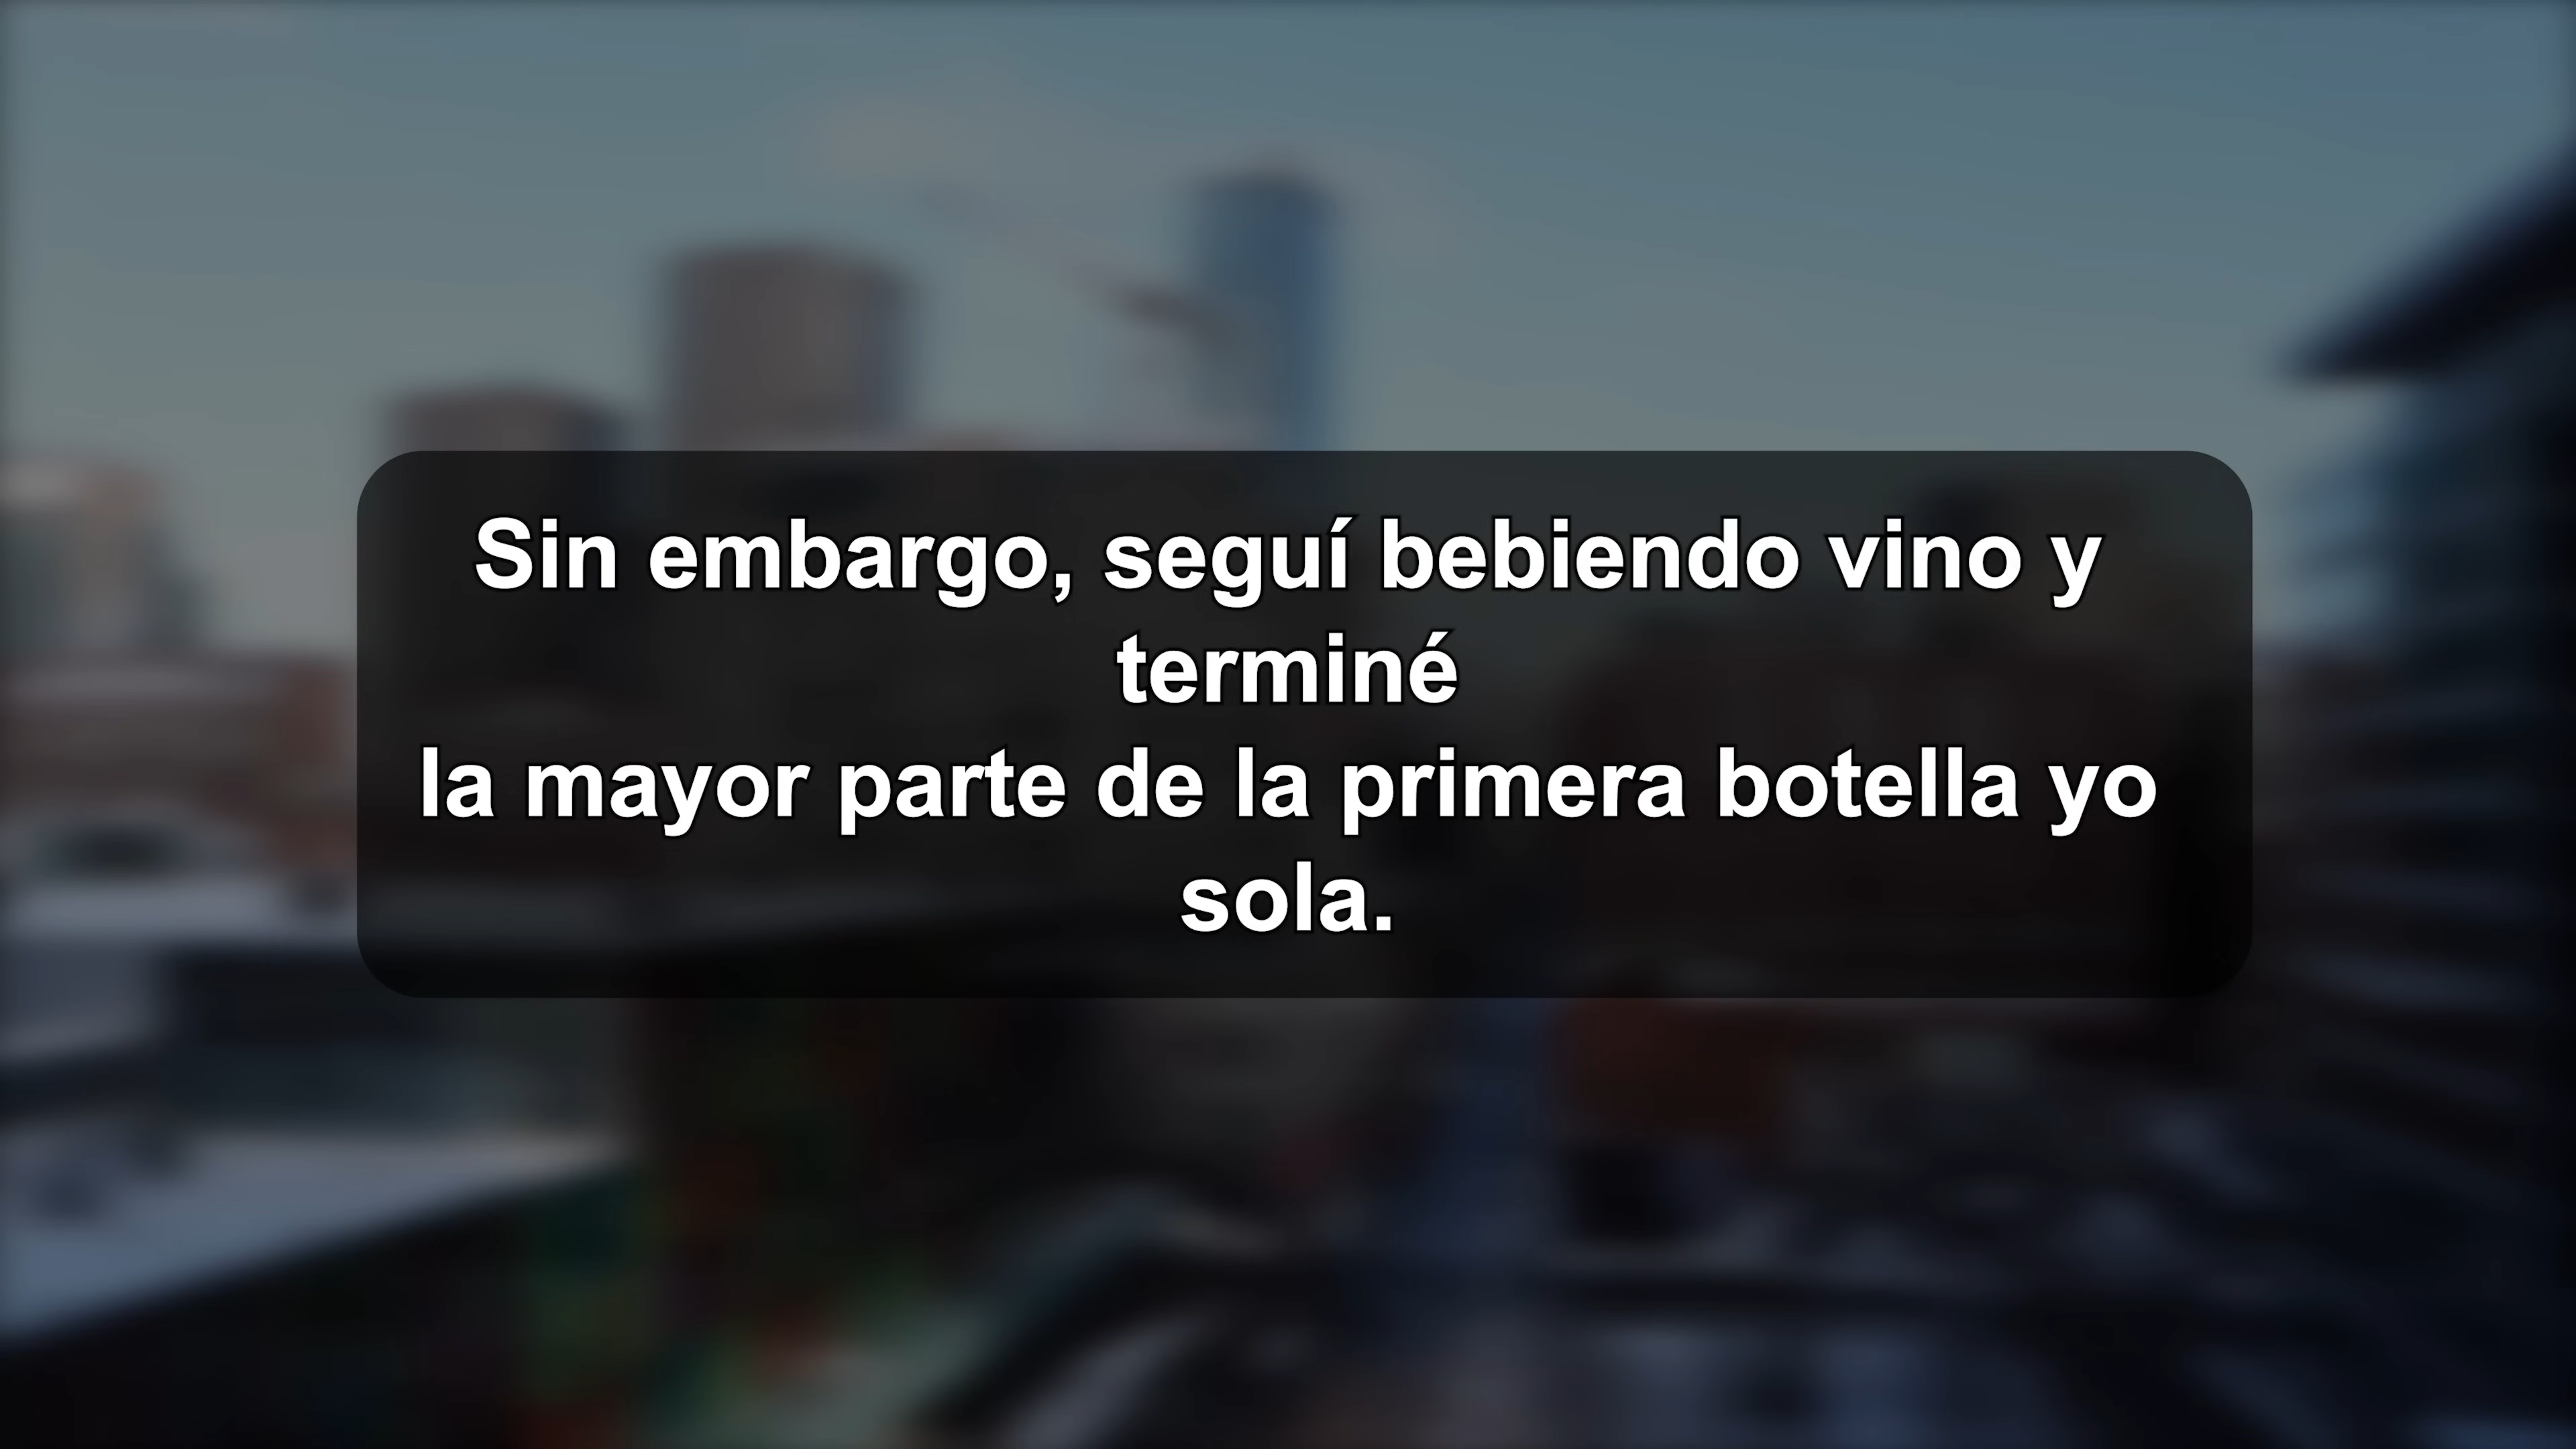 Sin embargo, seguí bebiendo vino y
terminé
la mayor parte de la primera botella yo
sola.